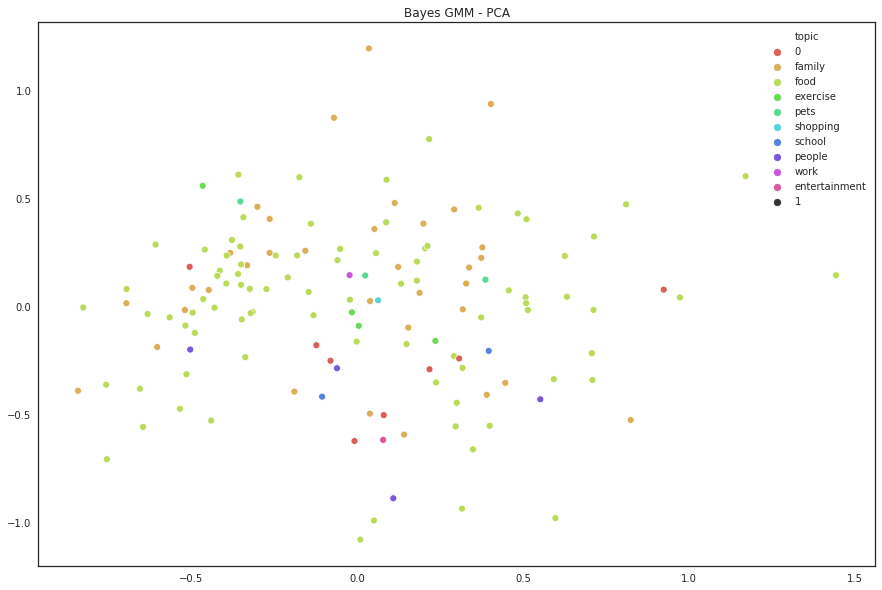 Bayes GMM - PCA
topic
0
family
food
exercise
pets
shopping
school
people
work
entertainment
1
1.0
0.5
0.0
−0.5
−1.0
−0.5
0.0
0.5
1.0
1.5